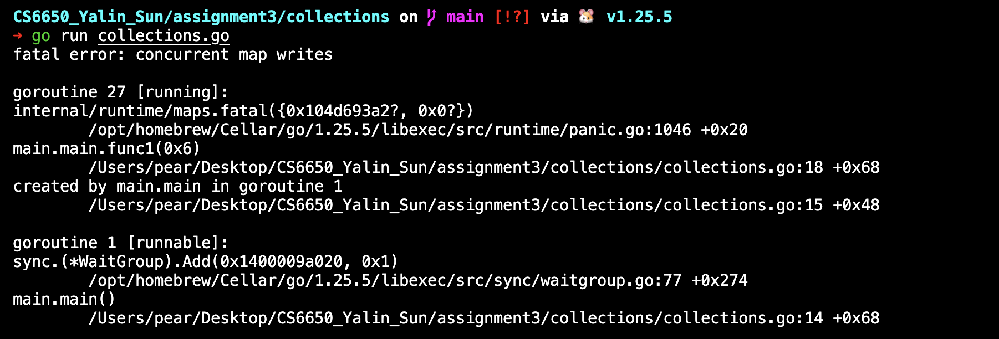 CS6650_Yalin_Sun/assignment3/collections on main [!?] via 🐹 v1.25.5
→ go run collections.go
fatal error: concurrent map writes

goroutine 27 [running]:
internal/runtime/maps.fatal({0x104d693a2?, 0x0?})
        /opt/homebrew/Cellar/go/1.25.5/libexec/src/runtime/panic.go:1046 +0x20
main.main.func1(0x6)
        /Users/pear/Desktop/CS6650_Yalin_Sun/assignment3/collections/collections.go:18 +0x68
created by main.main in goroutine 1
        /Users/pear/Desktop/CS6650_Yalin_Sun/assignment3/collections/collections.go:15 +0x48

goroutine 1 [runnable]:
sync.(*WaitGroup).Add(0x1400009a020, 0x1)
        /opt/homebrew/Cellar/go/1.25.5/libexec/src/sync/waitgroup.go:77 +0x274
main.main()
        /Users/pear/Desktop/CS6650_Yalin_Sun/assignment3/collections/collections.go:14 +0x68